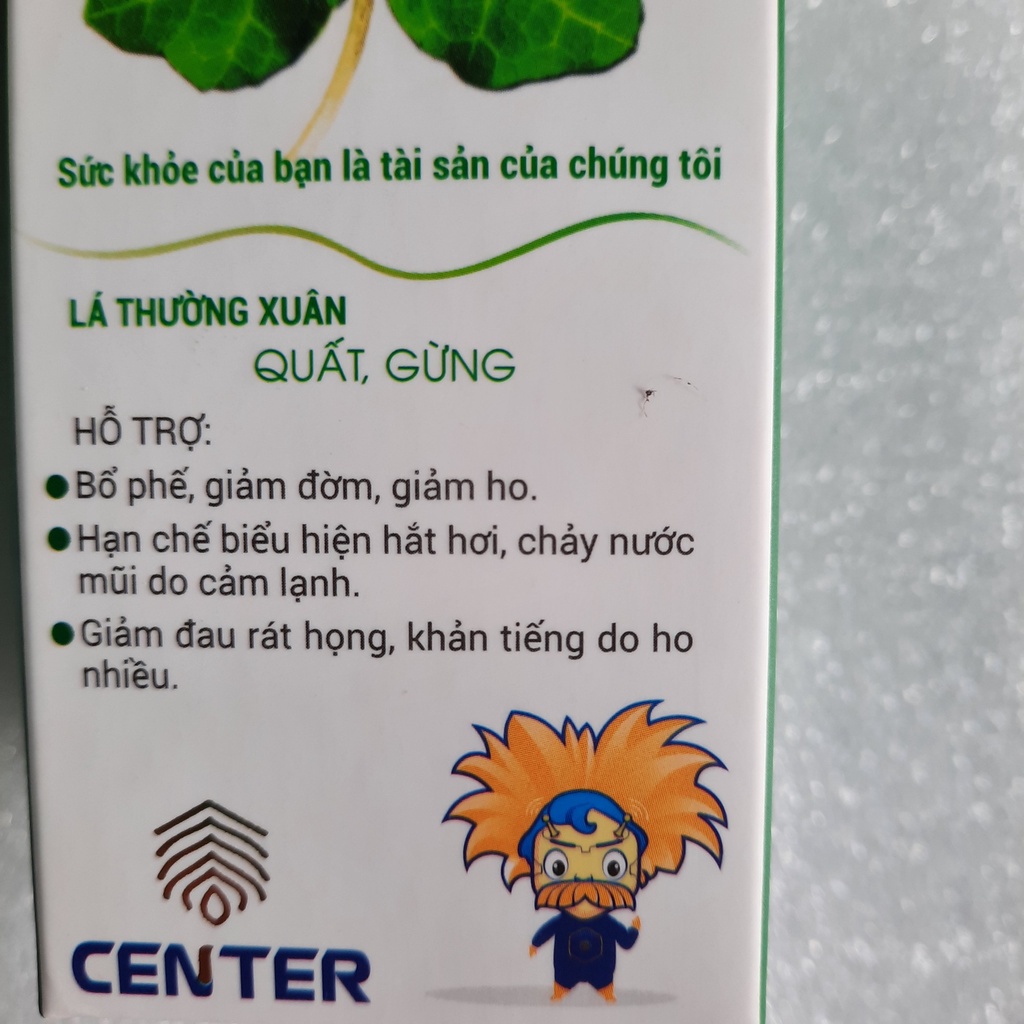 Sức khỏe của bạn là tài sản của chúng tôi
LÁ THƯỜNG XUÂN
QUẤT, GỪNG
HỖ TRỢ:
Bổ phế, giảm đờm, giảm ho.
Hạn chế biểu hiện hắt hơi, chảy nước
mũi do cảm lạnh.
Giảm đau rát họng, khản tiếng do ho
nhiều.
CENTER